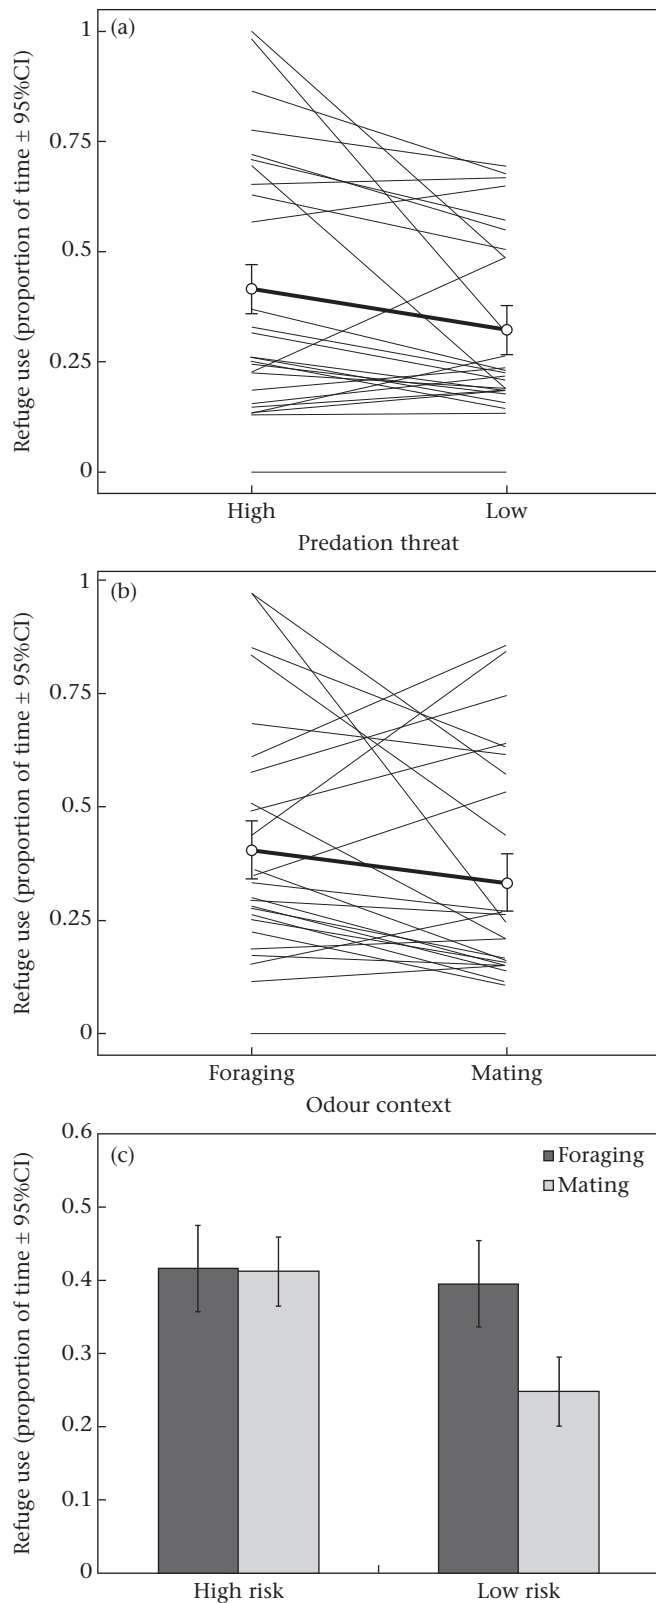 (a)
Refuge use (proportion of time ± 95%CI)
1
0.75
0.5
0.25
0
High
Low
Predation threat
(b)
Refuge use (proportion of time ± 95%CI)
1
0.75
0.5
0.25
0
Foraging
Mating
Odour context
(c)
Refuge use (proportion of time ± 95%CI)
0.6
0.5
0.4
0.3
0.2
0.1
0
Foraging
Mating
High risk
Low risk